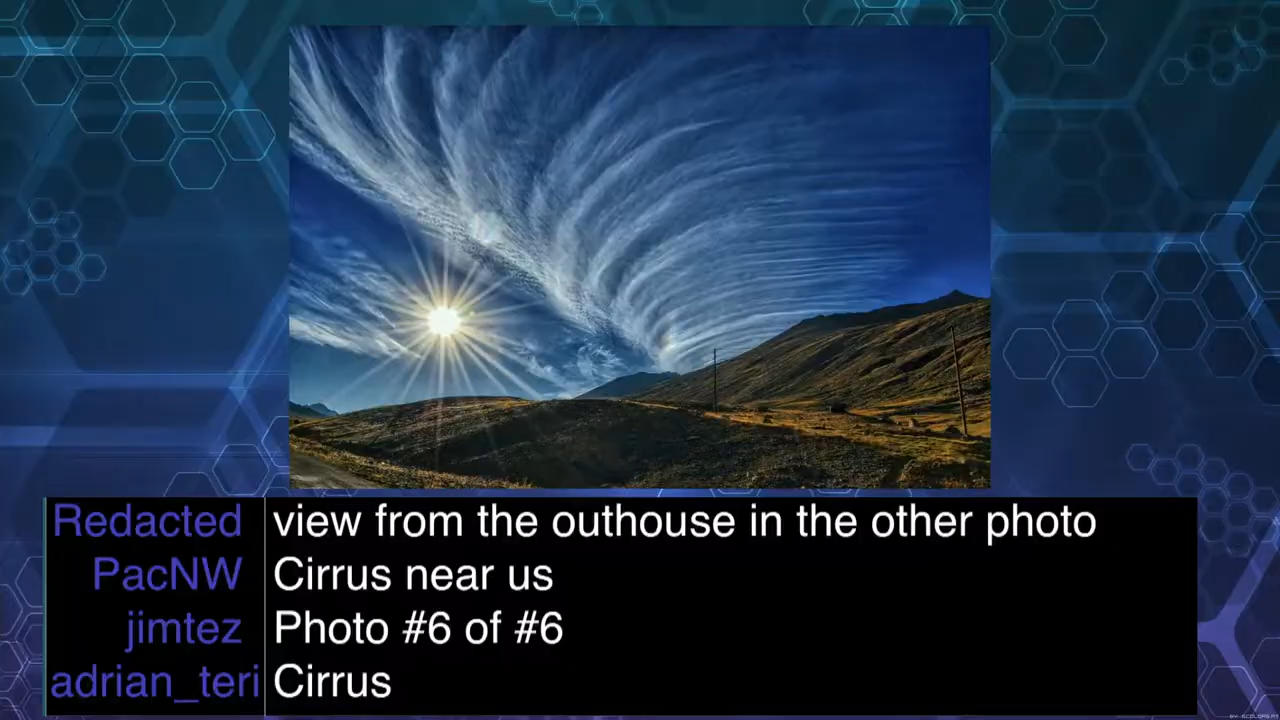 Redacted view from the outhouse in the other photo
PacNW Cirrus near us
jimtez Photo #6 of #6
adrian_teri Cirrus